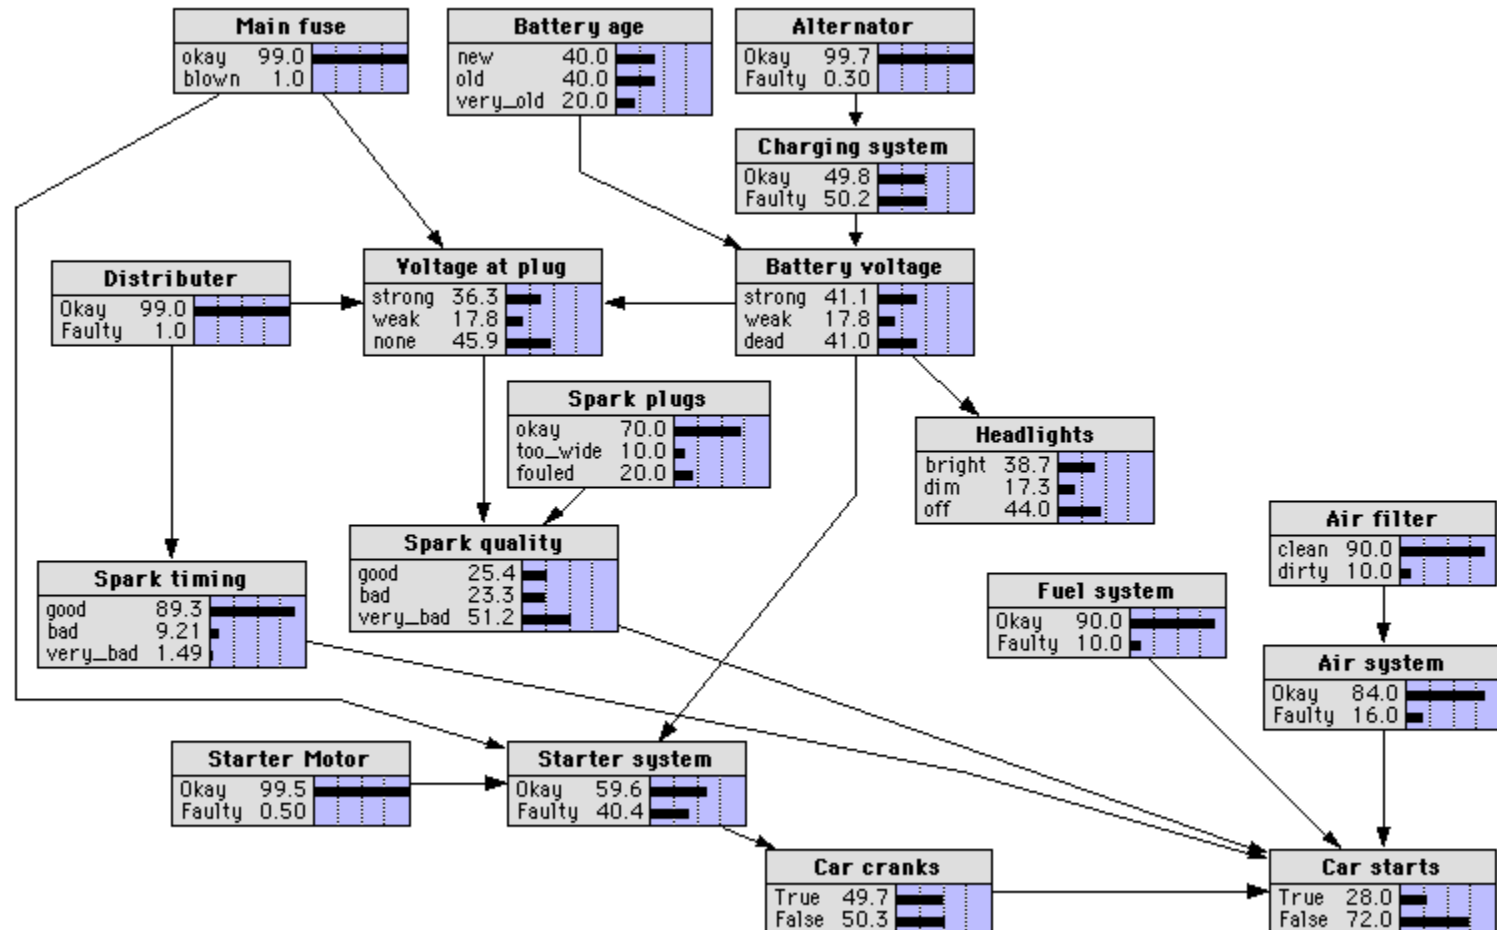 Main fuse
okay 99.0
blown 1.0
Battery age
new 40.0
old 40.0
very_old 20.0
Alternator
Okay 99.7
Faulty 0.30
Charging system
Okay 49.8
Faulty 50.2
Distributer
Okay 99.0
Faulty 1.0
Voltage at plug
strong 36.3
weak 17.8
none 45.9
Battery voltage
strong 41.1
weak 17.8
dead 41.0
Spark plugs
okay 70.0
too_wide 10.0
fouled 20.0
Headlights
bright 38.7
dim 17.3
off 44.0
Spark timing
good 89.3
bad 9.21
very_bad 1.49
Spark quality
good 25.4
bad 23.3
very_bad 51.2
Air filter
clean 90.0
dirty 10.0
Fuel system
Okay 90.0
Faulty 10.0
Air system
Okay 84.0
Faulty 16.0
Starter Motor
Okay 99.5
Faulty 0.50
Starter system
Okay 59.6
Faulty 40.4
Car cranks
True 49.7
False 50.3
Car starts
True 28.0
False 72.0